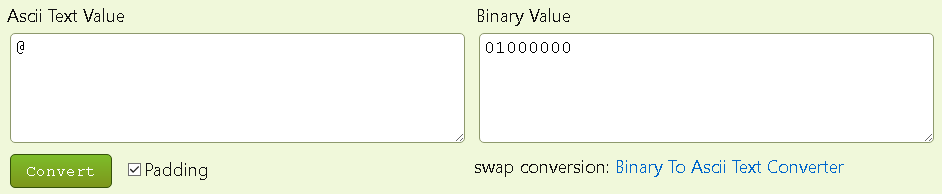 Ascii Text Value
Binary Value
@
01000000
Convert
Padding
swap conversion: Binary To Ascii Text Converter